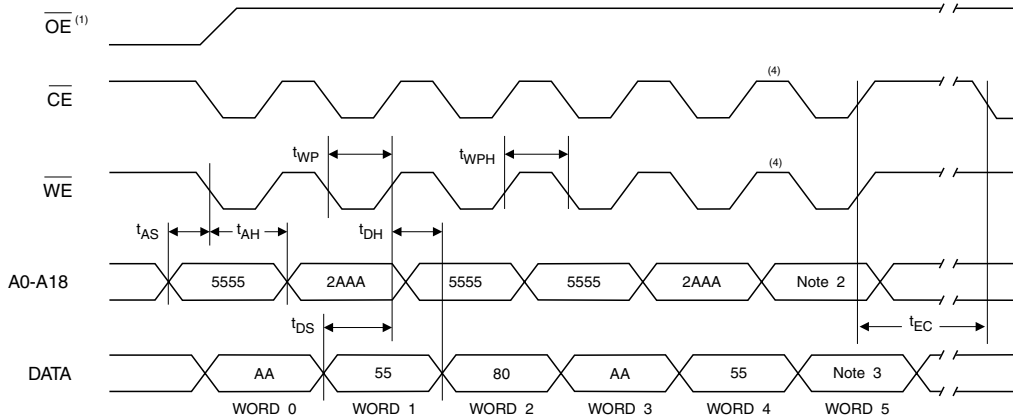 OE (1)
CE
(4)
tWP
tWPH
WE
(4)
tAS
tAH
tDH
A0-A18
5555
2AAA
5555
5555
2AAA
Note 2
tDS
tEC
DATA
AA
55
80
AA
55
Note 3
WORD 0
WORD 1
WORD 2
WORD 3
WORD 4
WORD 5